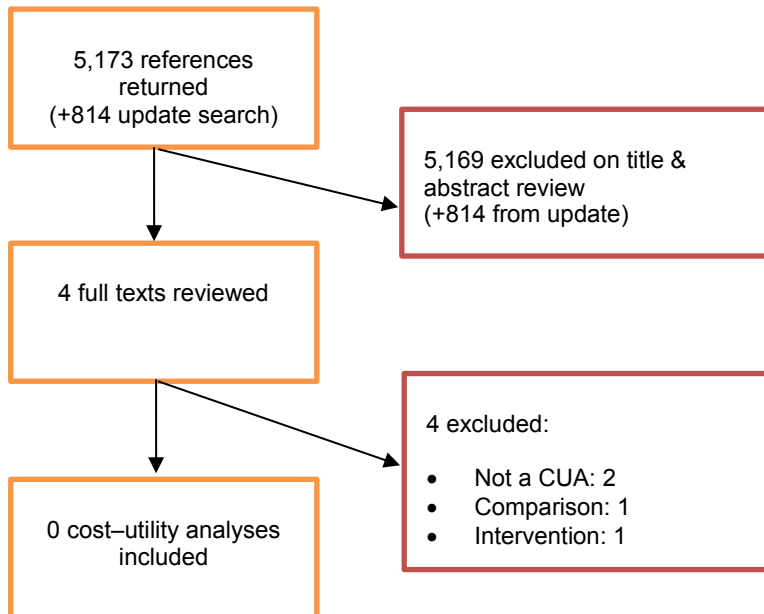 5,173 references
returned
(+814 update search)
5,169 excluded on title &
abstract review
(+814 from update)
4 full texts reviewed
4 excluded:
• Not a CUA: 2
• Comparison: 1
• Intervention: 1
0 cost–utility analyses
included